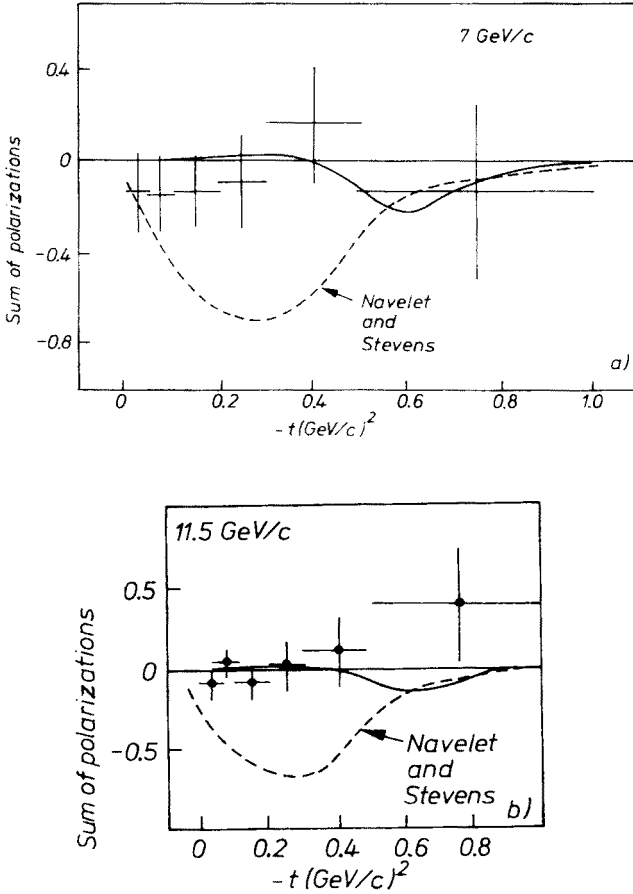 7 GeV/c
0.4
0
-0.4
-0.8
Sum of polarizations
Navelet
and
Stevens
a)
0 0.2 0.4 0.6 0.8 1.0
-t(GeV/c)²
11.5 GeV/c
0.5
0
-0.5
Sum of polarizations
Navelet
and
Stevens
b)
0 0.2 0.4 0.6 0.8
-t(GeV/c)²